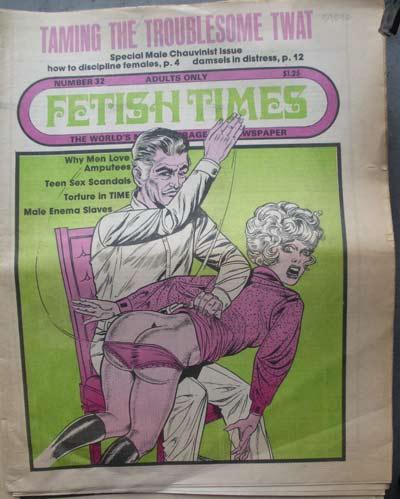 TAMING THE TROUBLESOME TWAT
Special Male Chauvinist Issue
how to discipline females, p. 4 damsels in distress, p. 12
NUMBER 32 ADULTS ONLY $1.25
FETISH TIMES
THE WORLD'S NEWSPAPER
Why Men Love
Amputees
Teen Sex Scandals
Torture in TIME
Male Enema Slaves